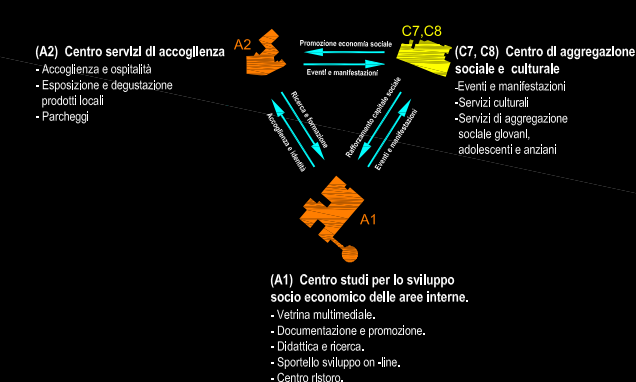 A2
C7,C8
Promozione economia sociale
Eventi e manifestazioni
(A2) Centro servizi di accoglienza
- Accoglienza e ospitalità
- Esposizione e degustazione
prodotti locali
- Parcheggi
(C7, C8) Centro di aggregazione
sociale e culturale
-Eventi e manifestazioni
- Servizi culturali
-Servizi di aggregazione
sociale giovani,
adolescenti e anziani
Ricerca e formazione
Accoglienza e identità
Rafforzamento capitale sociale
Eventi e manifestazioni
A1
(A1) Centro studi per lo sviluppo
socio economico delle aree interne.
- Vetrina multimediale.
- Documentazione e promozione.
- Didattica e ricerca.
- Sportello sviluppo on -line.
- Centro ristoro.